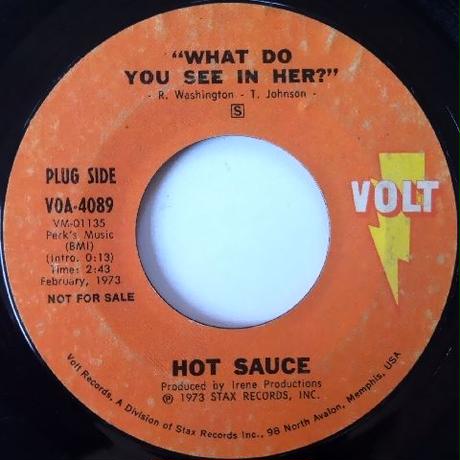 "WHAT DO
YOU SEE IN HER?"
- R. Washington - T. Johnson -
S
PLUG SIDE
VOA-4089
VM-01135
Perk's Music
(BMI)
(Intro. 0:13)
Time: 2:43
February, 1973
NOT FOR SALE
VOLT
HOT SAUCE
Produced by Irene Productions
℗ 1973 STAX RECORDS, INC.
Volt Records, A Division of Stax Records Inc., 98 North Avalon, Memphis, USA